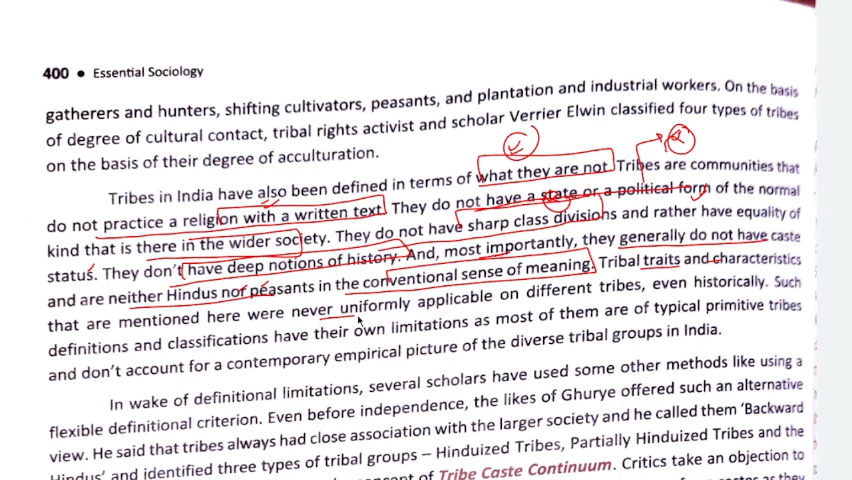 400 • Essential Sociology
gatherers and hunters, shifting cultivators, peasants, and plantation and industrial workers. On the basis
of degree of cultural contact, tribal rights activist and scholar Verrier Elwin classified four types of tribes
on the basis of their degree of acculturation.
Tribes in India have also been defined in terms of what they are not. Tribes are communities that
do not practice a religion with a written text. They do not have a state or a political form of the normal
kind that is there in the wider society. They do not have sharp class divisions and rather have equality of
status. They don't have deep notions of history. And, most importantly, they generally do not have caste
and are neither Hindus nor peasants in the conventional sense of meaning. Tribal traits and characteristics
that are mentioned here were never uniformly applicable on different tribes, even historically. Such
definitions and classifications have their own limitations as most of them are of typical primitive tribes
and don't account for a contemporary empirical picture of the diverse tribal groups in India.
In wake of definitional limitations, several scholars have used some other methods like using a
flexible definitional criterion. Even before independence, the likes of Ghurye offered such an alternative
view. He said that tribes always had close association with the larger society and he called them 'Backward
Hindus' and identified three types of tribal groups – Hinduized Tribes, Partially Hinduized Tribes and the
of Tribe Caste Continuum. Critics take an objection to
as they